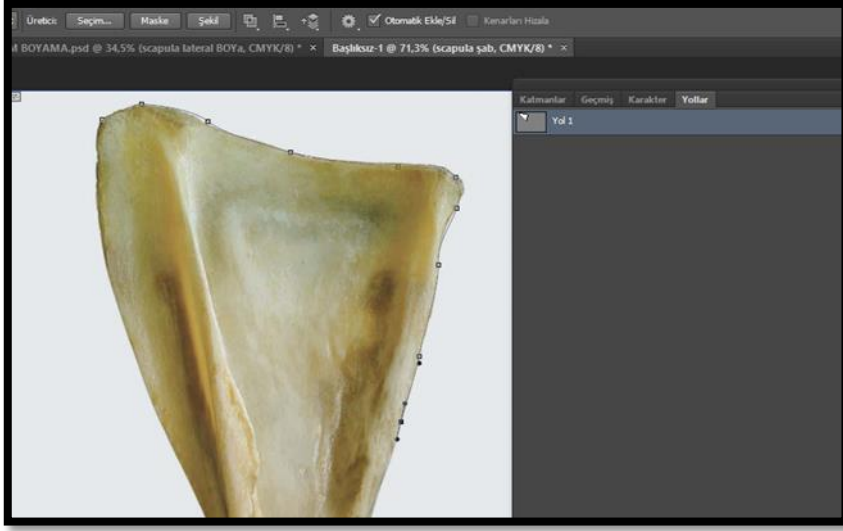 Üretici: Seçim... Maske Şekil Otomatik Ekle/Sil Kenarları Hizala
M BOYAMA.psd @ 34,5% (scapula lateral BOYa, CMYK/8) * × Başlıksız-1 @ 71,3% (scapula şab, CMYK/8) * ×
Katmanlar Geçmiş Karakter Yollar
Yol 1